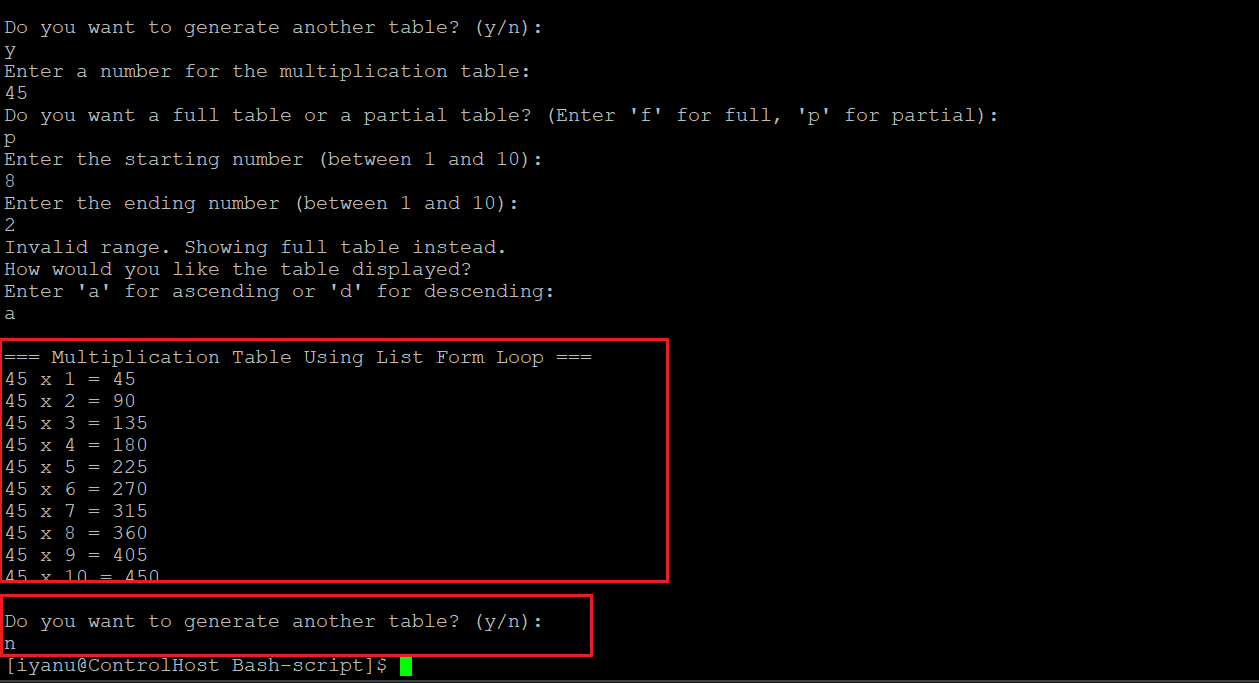 Do you want to generate another table? (y/n):
y
Enter a number for the multiplication table:
45
Do you want a full table or a partial table? (Enter 'f' for full, 'p' for partial):
p
Enter the starting number (between 1 and 10):
8
Enter the ending number (between 1 and 10):
2
Invalid range. Showing full table instead.
How would you like the table displayed?
Enter 'a' for ascending or 'd' for descending:
a
=== Multiplication Table Using List Form Loop ===
45 x 1 = 45
45 x 2 = 90
45 x 3 = 135
45 x 4 = 180
45 x 5 = 225
45 x 6 = 270
45 x 7 = 315
45 x 8 = 360
45 x 9 = 405
45 x 10 = 450
Do you want to generate another table? (y/n):
n
[iyanu@ControlHost Bash-script]$